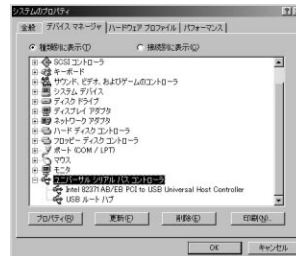 システムのプロパティ
全般 デバイス マネージャ ハードウェア プロファイル パフォーマンス
種類別に表示(T) 接続別に表示(C)
SCSI コントローラ
キーボード
サウンド、ビデオ、およびゲームのコントローラ
システム デバイス
ディスク ドライブ
ディスプレイ アダプタ
ネットワーク アダプタ
ハード ディスク コントローラ
フロッピー ディスク コントローラ
ポート (COM / LPT)
マウス
モニタ
ユニバーサル シリアル バス コントローラ
Intel 82371AB/EB PCI to USB Universal Host Controller
USB ルート ハブ
プロパティ(R) 更新(F) 削除(E) 印刷(N)...
OK キャンセル